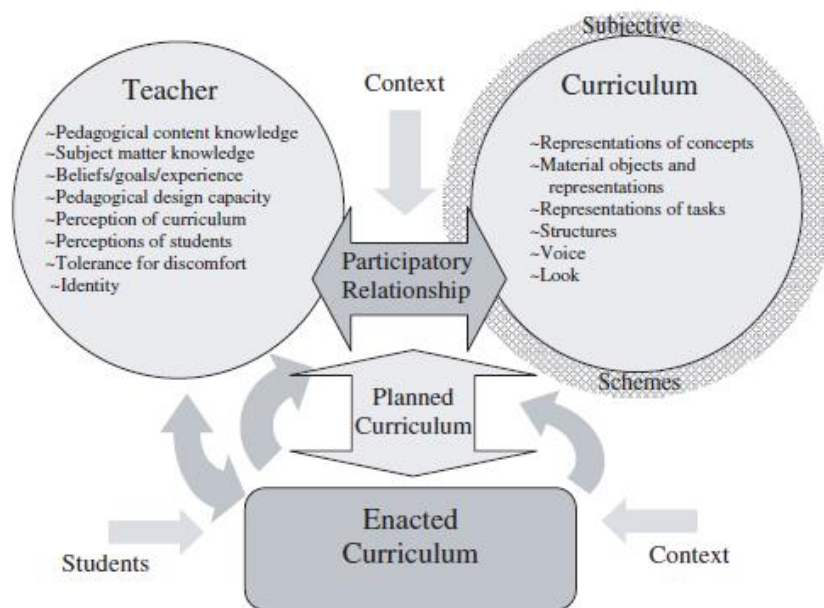 Subjective
Teacher
Context
Curriculum
~Pedagogical content knowledge
~Subject matter knowledge
~Beliefs/goals/experience
~Pedagogical design capacity
~Perception of curriculum
~Perceptions of students
~Tolerance for discomfort
~Identity
~Representations of concepts
~Material objects and
representations
~Representations of tasks
~Structures
~Voice
~Look
Participatory
Relationship
Schemes
Planned
Curriculum
Enacted
Curriculum
Students
Context